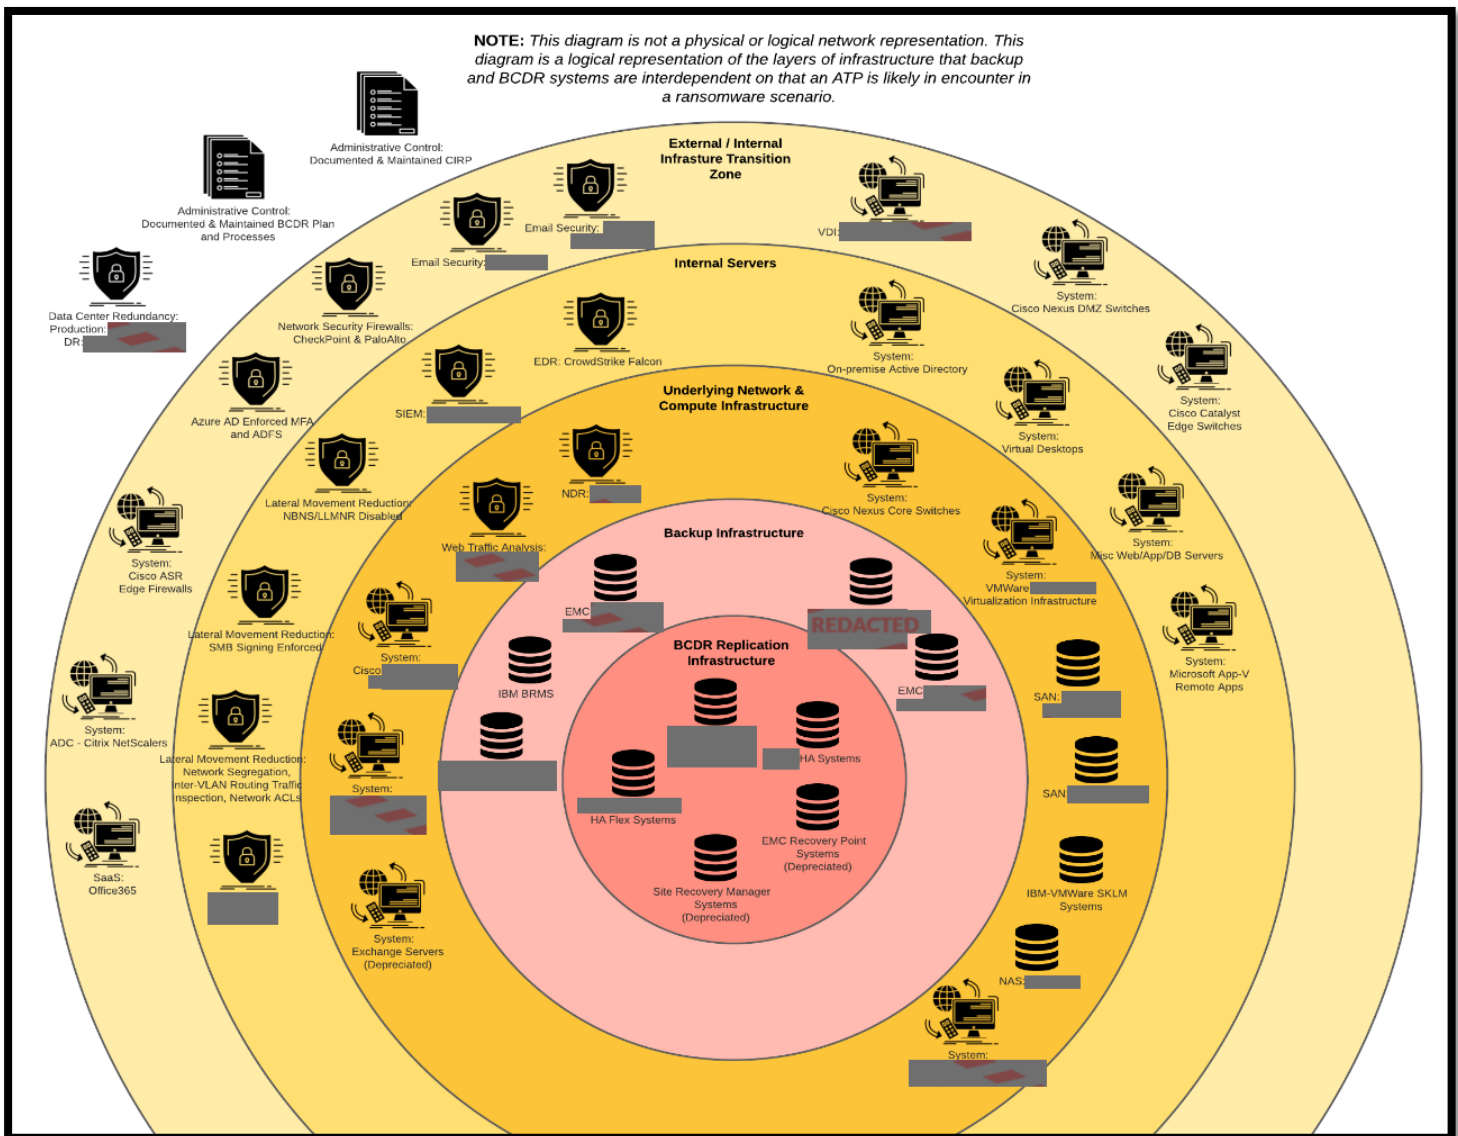 NOTE: This diagram is not a physical or logical network representation. This
diagram is a logical representation of the layers of infrastructure that backup
and BCDR systems are interdependent on that an ATP is likely in encounter in
a ransomware scenario.
Administrative Control:
Documented & Maintained CIRP
Administrative Control:
Documented & Maintained BCDR Plan
and Processes
Data Center Redundancy:
Production:
DR:
External / Internal
Infrasture Transition
Zone
Email Security:
Email Security:
VDI:
System:
Cisco Nexus DMZ Switches
Network Security Firewalls:
CheckPoint & PaloAlto
Azure AD Enforced MFA
and ADFS
System:
Cisco Catalyst
Edge Switches
System:
Cisco ASR
Edge Firewalls
System:
ADC - Citrix NetScalers
SaaS:
Office365
Internal Servers
EDR: CrowdStrike Falcon
SIEM:
System:
On-premise Active Directory
System:
Virtual Desktops
Lateral Movement Reduction:
NBNS/LLMNR Disabled
System:
Misc Web/App/DB Servers
Lateral Movement Reduction:
SMB Signing Enforced
System:
Microsoft App-V
Remote Apps
Lateral Movement Reduction:
Network Segregation,
Inter-VLAN Routing Traffic
Inspection, Network ACLs
Underlying Network &
Compute Infrastructure
NDR:
Web Traffic Analysis:
System:
Cisco Nexus Core Switches
System:
VMWare
Virtualization Infrastructure
System:
Cisco
System:
System:
Exchange Servers
(Depreciated)
SAN:
SAN:
IBM-VMWare SKLM
Systems
NAS:
System:
Backup Infrastructure
EMC
REDACTED
IBM BRMS
EMC
BCDR Replication
Infrastructure
HA Systems
HA Flex Systems
EMC Recovery Point
Systems
(Depreciated)
Site Recovery Manager
Systems
(Depreciated)